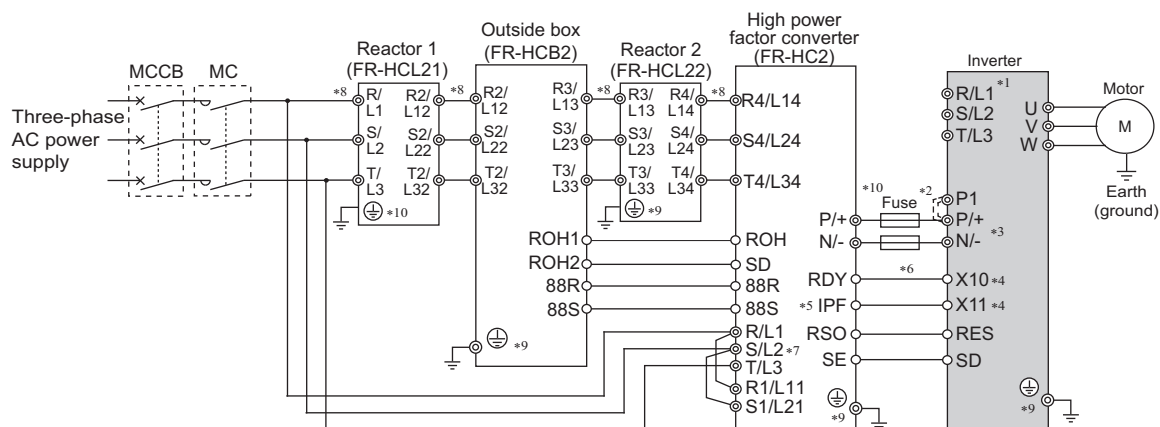 High power
factor converter
(FR-HC2)
Outside box
(FR-HCB2)
Reactor 1
(FR-HCL21)
Reactor 2
(FR-HCL22)
Inverter
MCCB
MC
Motor
Three-phase
AC power
supply
*8
R/
L1
R2/
L12
*8
R2/
L12
R3/
L13
*8
R3/
L13
R4/
L14
*8
R4/L14
R/L1
*1
S/L2
T/L3
U
V
W
M
S/
L2
S2/
L22
S2/
L22
S3/
L23
S3/
L23
S4/
L24
S4/L24
T/
L3
T2/
L32
T2/
L32
T3/
L33
T/
L33
T/
L34
T4/L34
Earth
(ground)
*10
*9
*10
Fuse
*2
P1
P/+
P/+
*3
N/-
N/-
ROH1
ROH
ROH2
SD
88R
88R
88S
88S
RDY
*6
X10
*4
*5
IPF
X11
*4
RSO
RES
SE
SD
*9
R/L1
S/L2
*7
T/L3
R1/L11
S1/L21
*9
*9